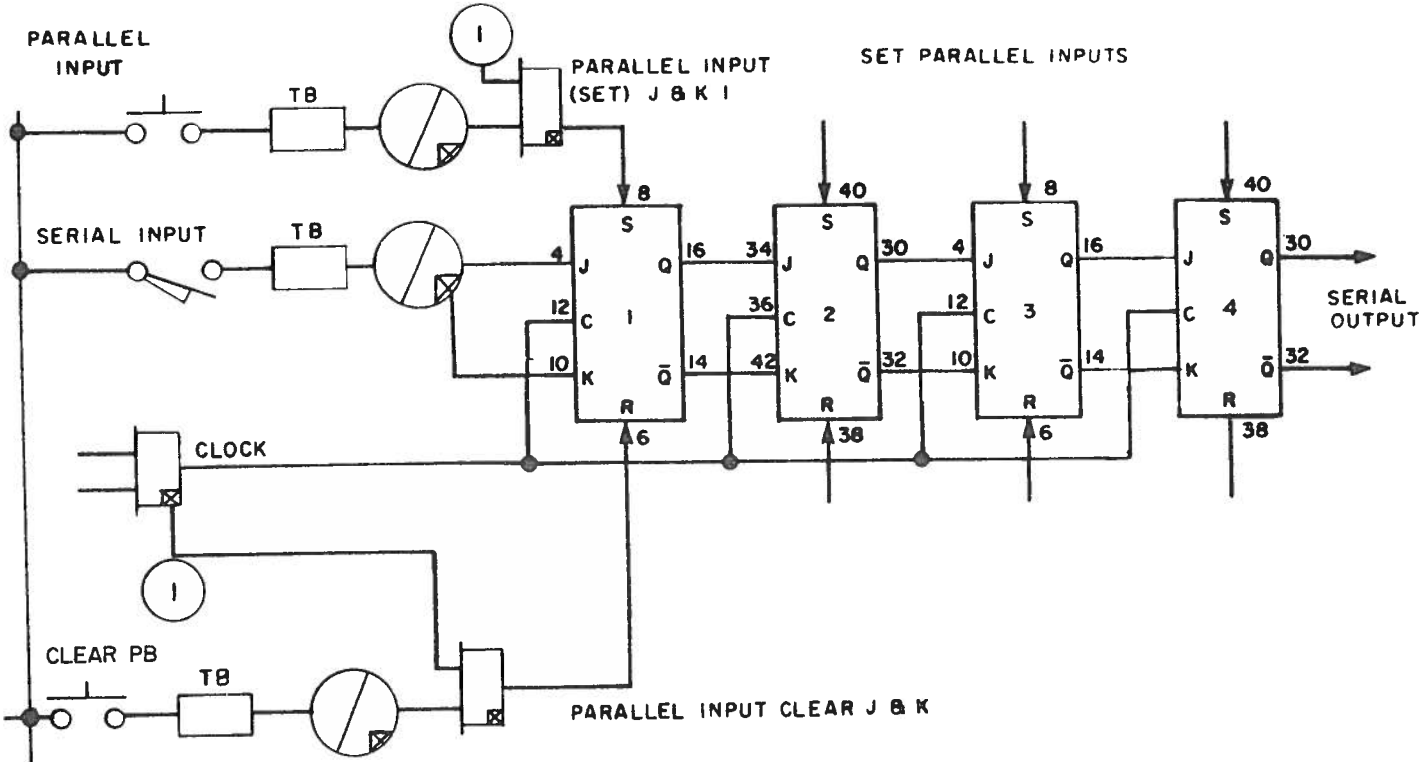 PARALLEL
INPUT
1
SET PARALLEL INPUTS
PARALLEL INPUT
(SET) J & K 1
TB
SERIAL INPUT
TB
8
40
8
40
S
S
S
S
4
J
Q
16
34
J
Q
30
4
J
Q
16
J
Q
30
12
C
1
36
C
2
12
C
3
C
4
SERIAL
OUTPUT
10
K
Q̄
14
42
K
Q̄
32
10
K
Q̄
14
K
Q̄
32
R
R
R
R
6
38
6
38
CLOCK
1
CLEAR PB
TB
PARALLEL INPUT CLEAR J & K